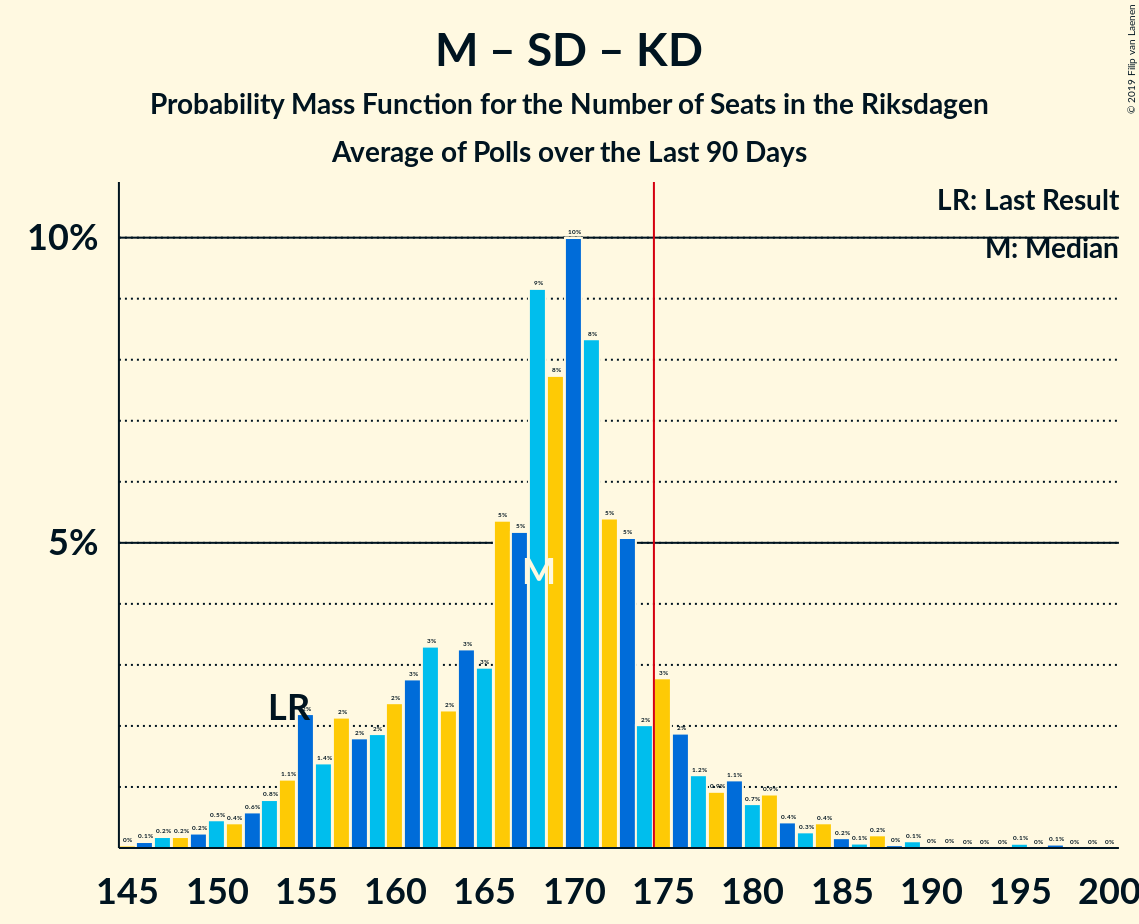 M – SD – KD
Probability Mass Function for the Number of Seats in the Riksdagen
Average of Polls over the Last 90 Days
© 2019 Filip van Laenen
LR: Last Result
M: Median
10%
5%
0% 0.1% 0.2% 0.2% 0.2% 0.5% 0.4% 0.6% 0.8% 1.1% 2% 1.4% 2% 2% 2% 2% 3% 3% 2% 3% 3% 5% 5% 9% 8% 10% 8% 5% 5% 2% 3% 2% 1.2% 0.9% 1.1% 0.7% 0.9% 0.4% 0.3% 0.4% 0.2% 0.1% 0.2% 0% 0.1% 0% 0% 0% 0% 0% 0.1% 0% 0.1% 0% 0% 0%
LR
M
145 150 155 160 165 170 175 180 185 190 195 200